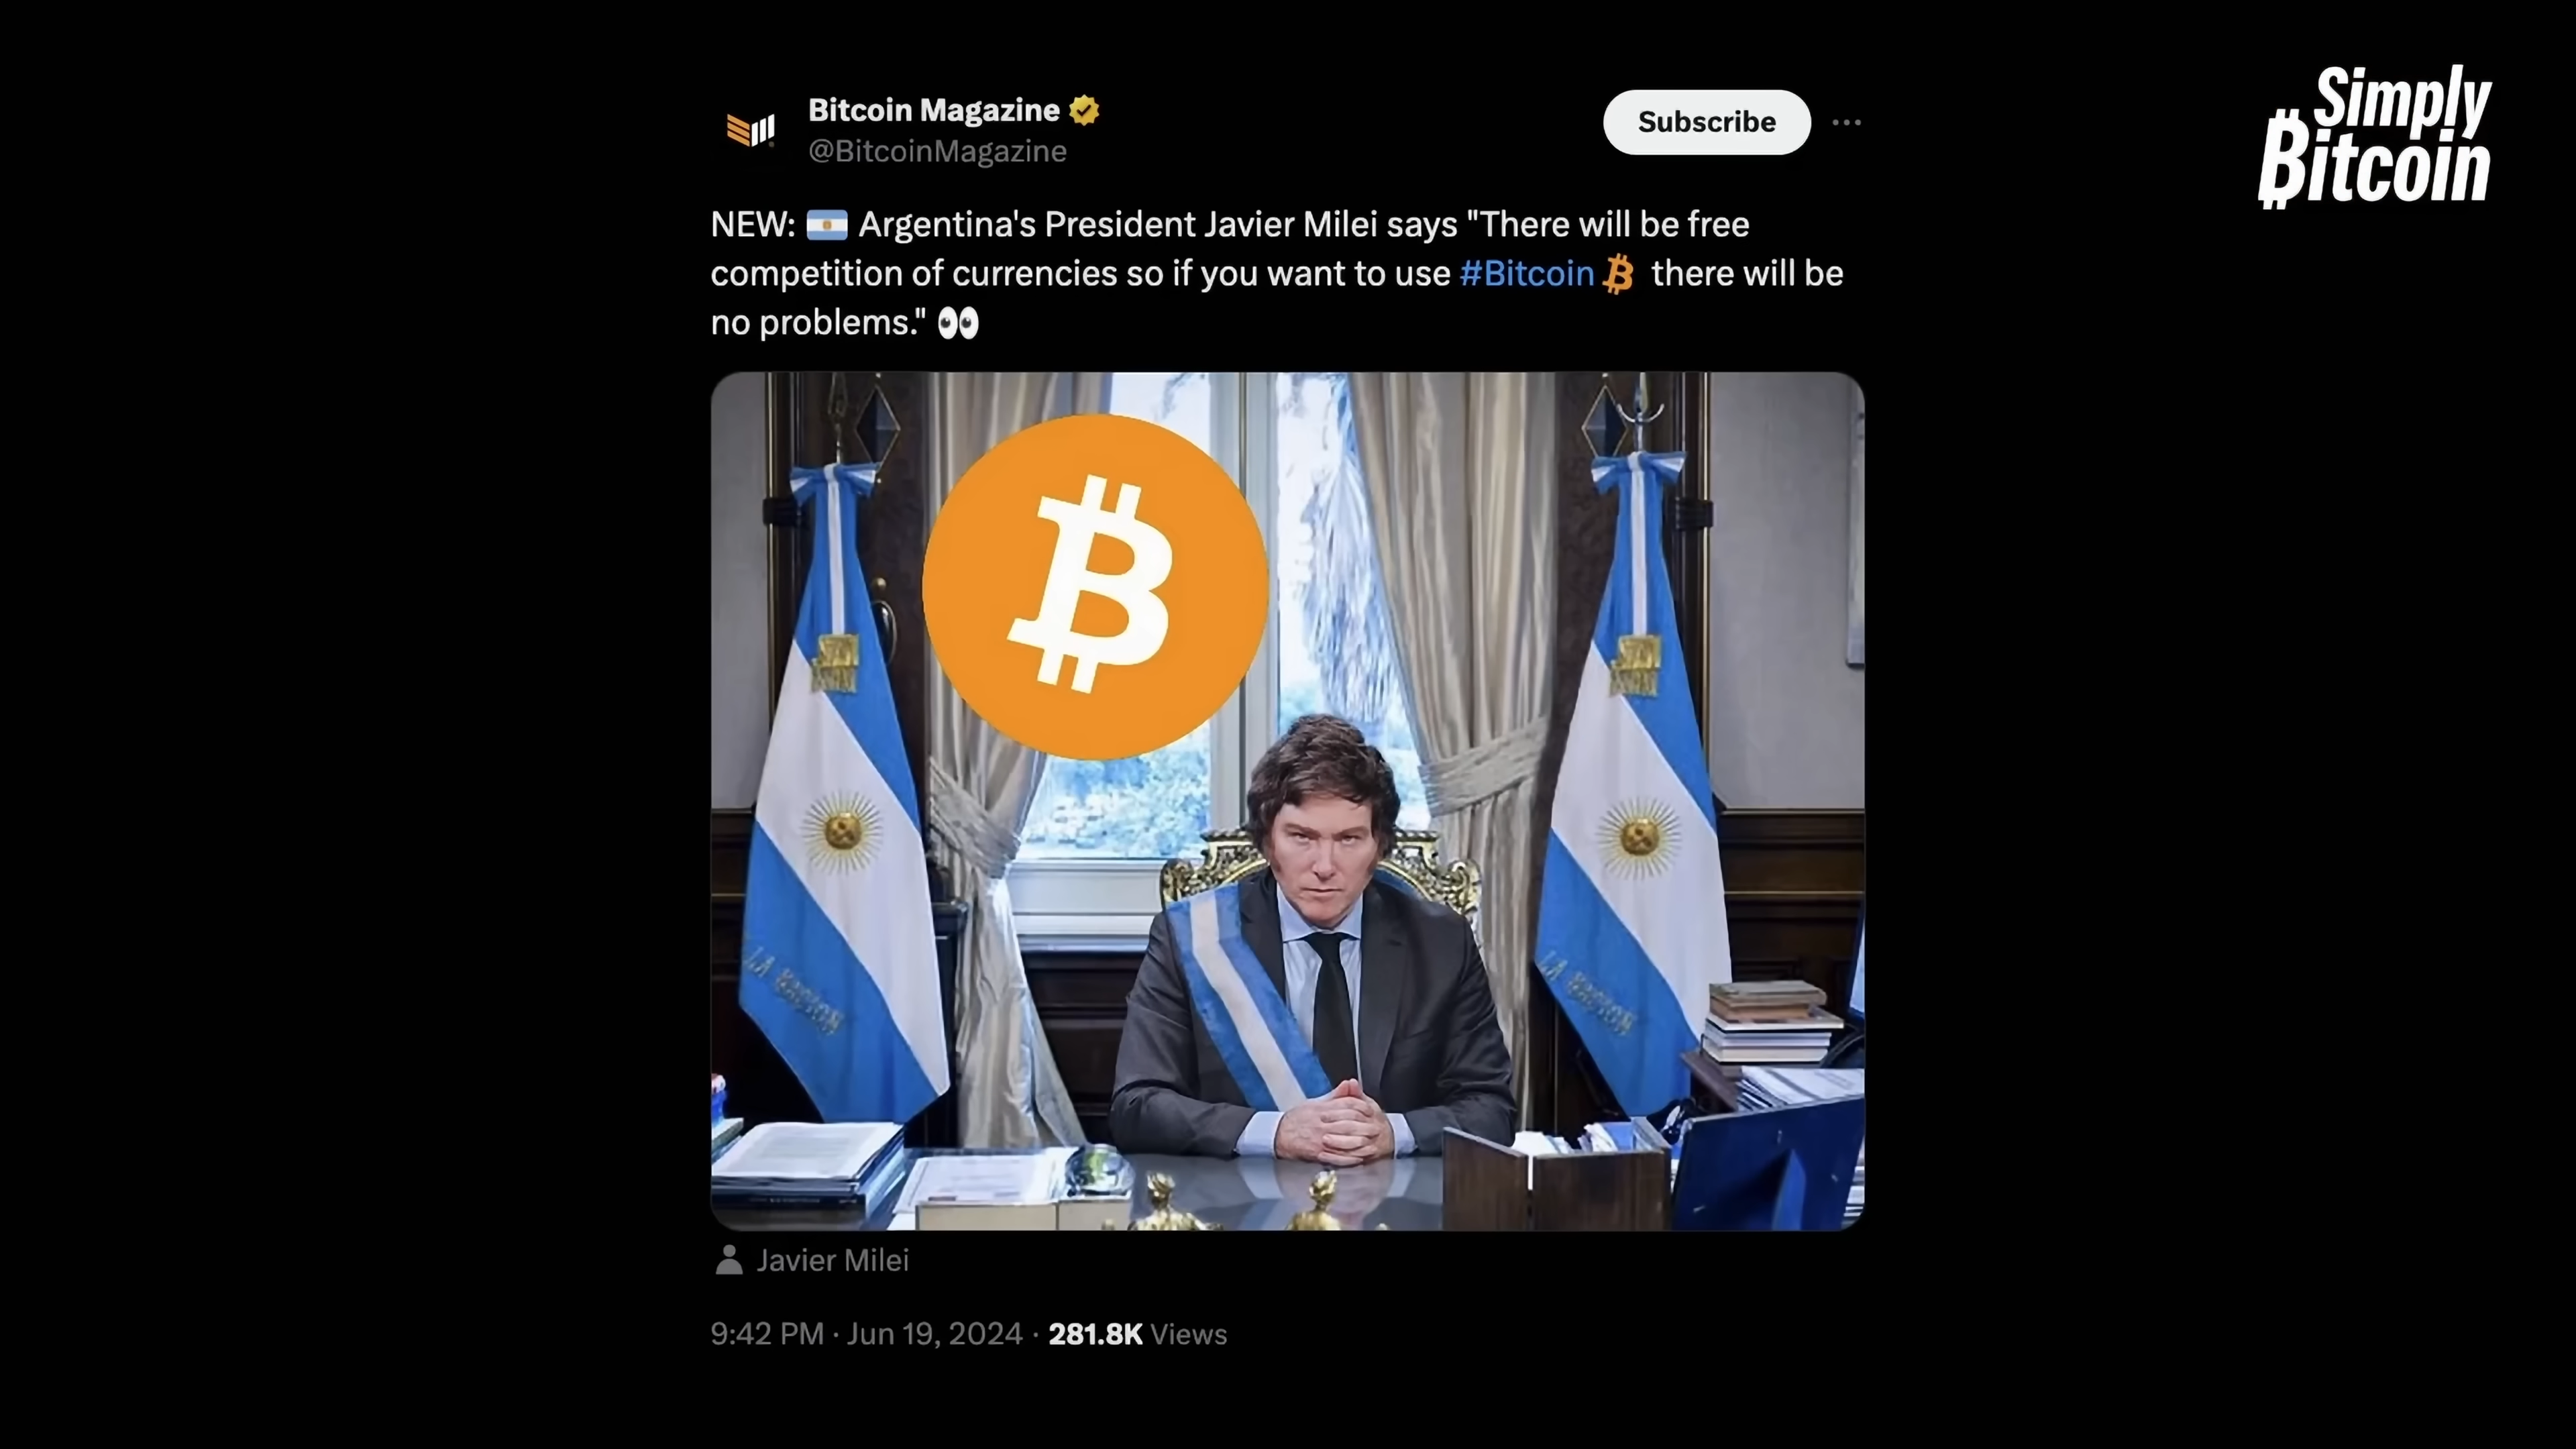 Simply
Bitcoin
Bitcoin Magazine
@BitcoinMagazine
Subscribe
NEW: 🇦🇷 Argentina's President Javier Milei says "There will be free
competition of currencies so if you want to use #Bitcoin there will be
no problems." 👀
Javier Milei
9:42 PM · Jun 19, 2024 · 281.8K Views